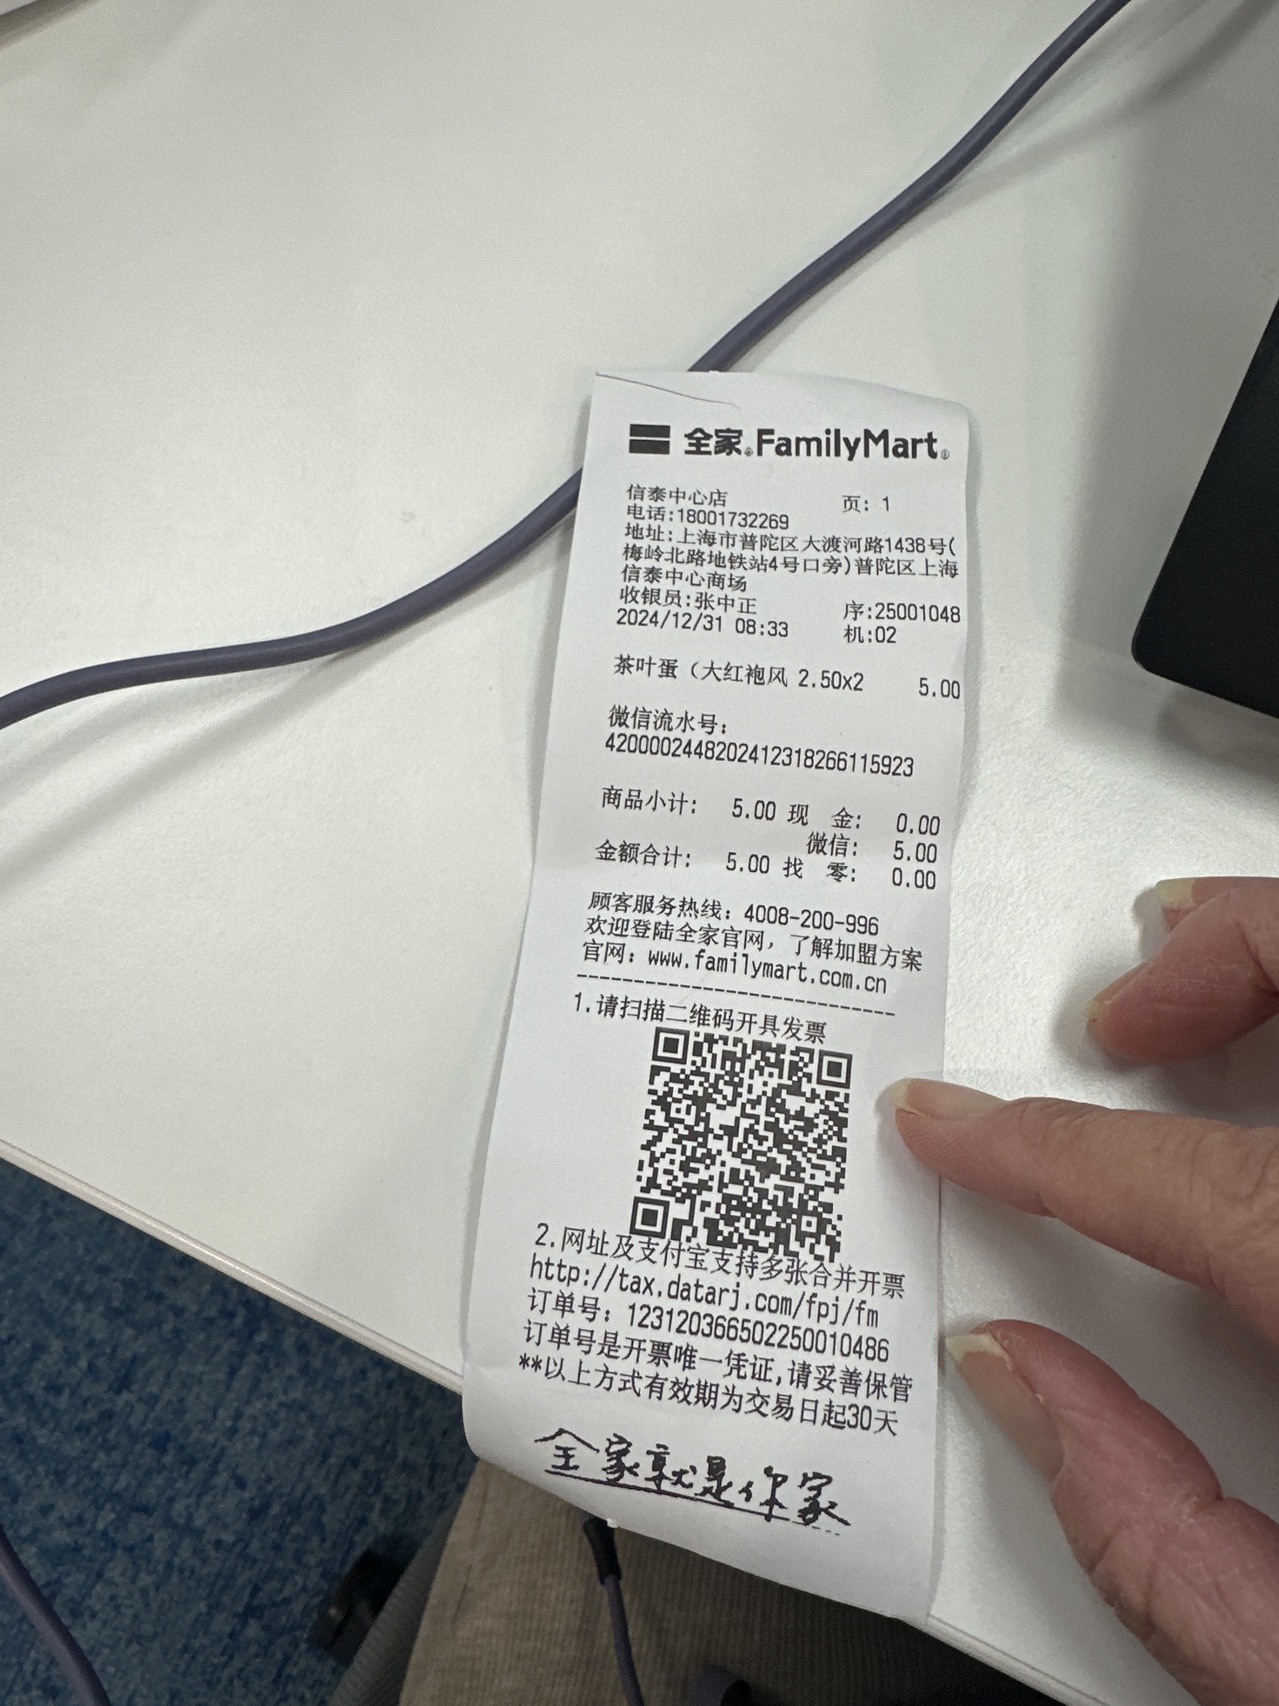 全家 FamilyMart
信泰中心店 页: 1
电话:18001732269
地址:上海市普陀区大渡河路1438号(
梅岭北路地铁站4号口旁)普陀区上海
信泰中心商场
收银员:张中正 序:25001048
2024/12/31 08:33 机:02
茶叶蛋（大红袍风 2.50x2 5.00
微信流水号:
4200002448202412318266115923
商品小计: 5.00 现 金: 0.00
微信: 5.00
金额合计: 5.00 找 零: 0.00
顾客服务热线: 4008-200-996
欢迎登陆全家官网, 了解加盟方案
官网: www.familymart.com.cn
--------------------------------
1.请扫描二维码开具发票
2.网址及支付宝支持多张合并开票
http://tax.datarj.com/fpj/fm
订单号: 123120366502250010486
订单号是开票唯一凭证,请妥善保管
**以上方式有效期为交易日起30天
全家就是你家